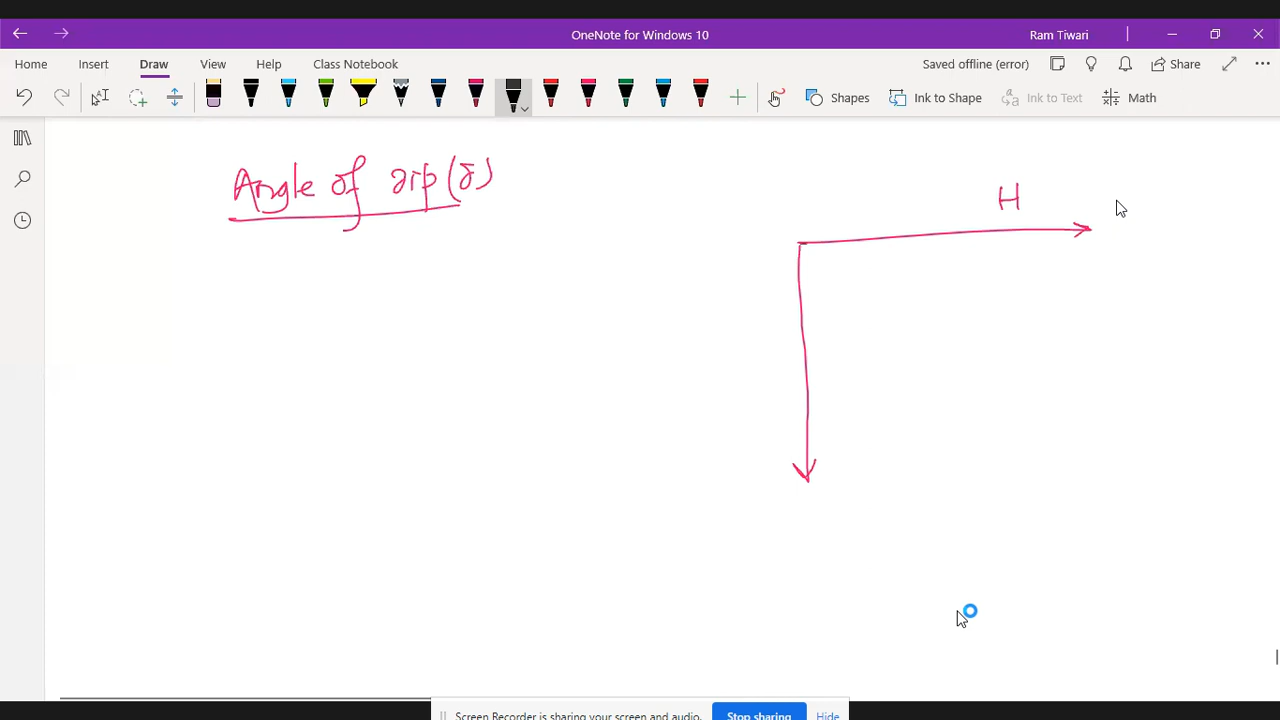 OneNote for Windows 10
Ram Tiwari
Home Insert Draw View Help Class Notebook
Saved offline (error) Share
Shapes Ink to Shape Ink to Text Math
Angle of dip (δ)
H
Screen Recorder is sharing your screen and audio. Stop sharing Hide